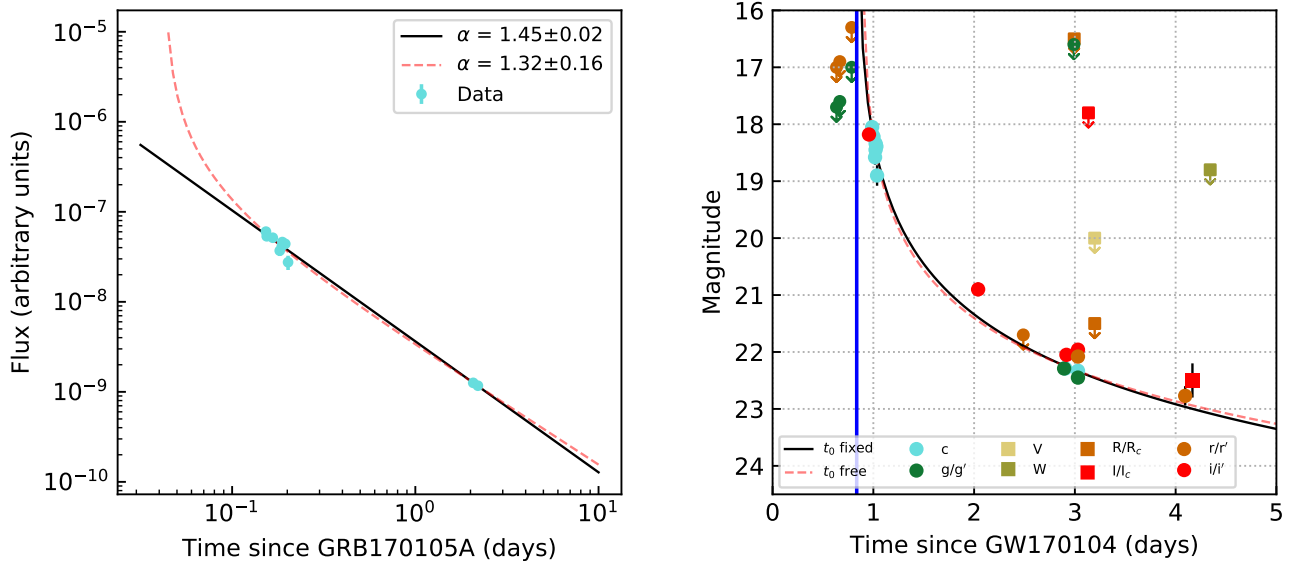 α = 1.45±0.02
α = 1.32±0.16
Data
10⁻⁵
10⁻⁶
10⁻⁷
10⁻⁸
10⁻⁹
10⁻¹⁰
Flux (arbitrary units)
10⁻¹
10⁰
10¹
Time since GRB170105A (days)
16
17
18
19
20
21
22
23
24
Magnitude
t₀ fixed
t₀ free
c
g/g′
V
W
R/R_c
I/I_c
r/r′
i/i′
0
1
2
3
4
5
Time since GW170104 (days)